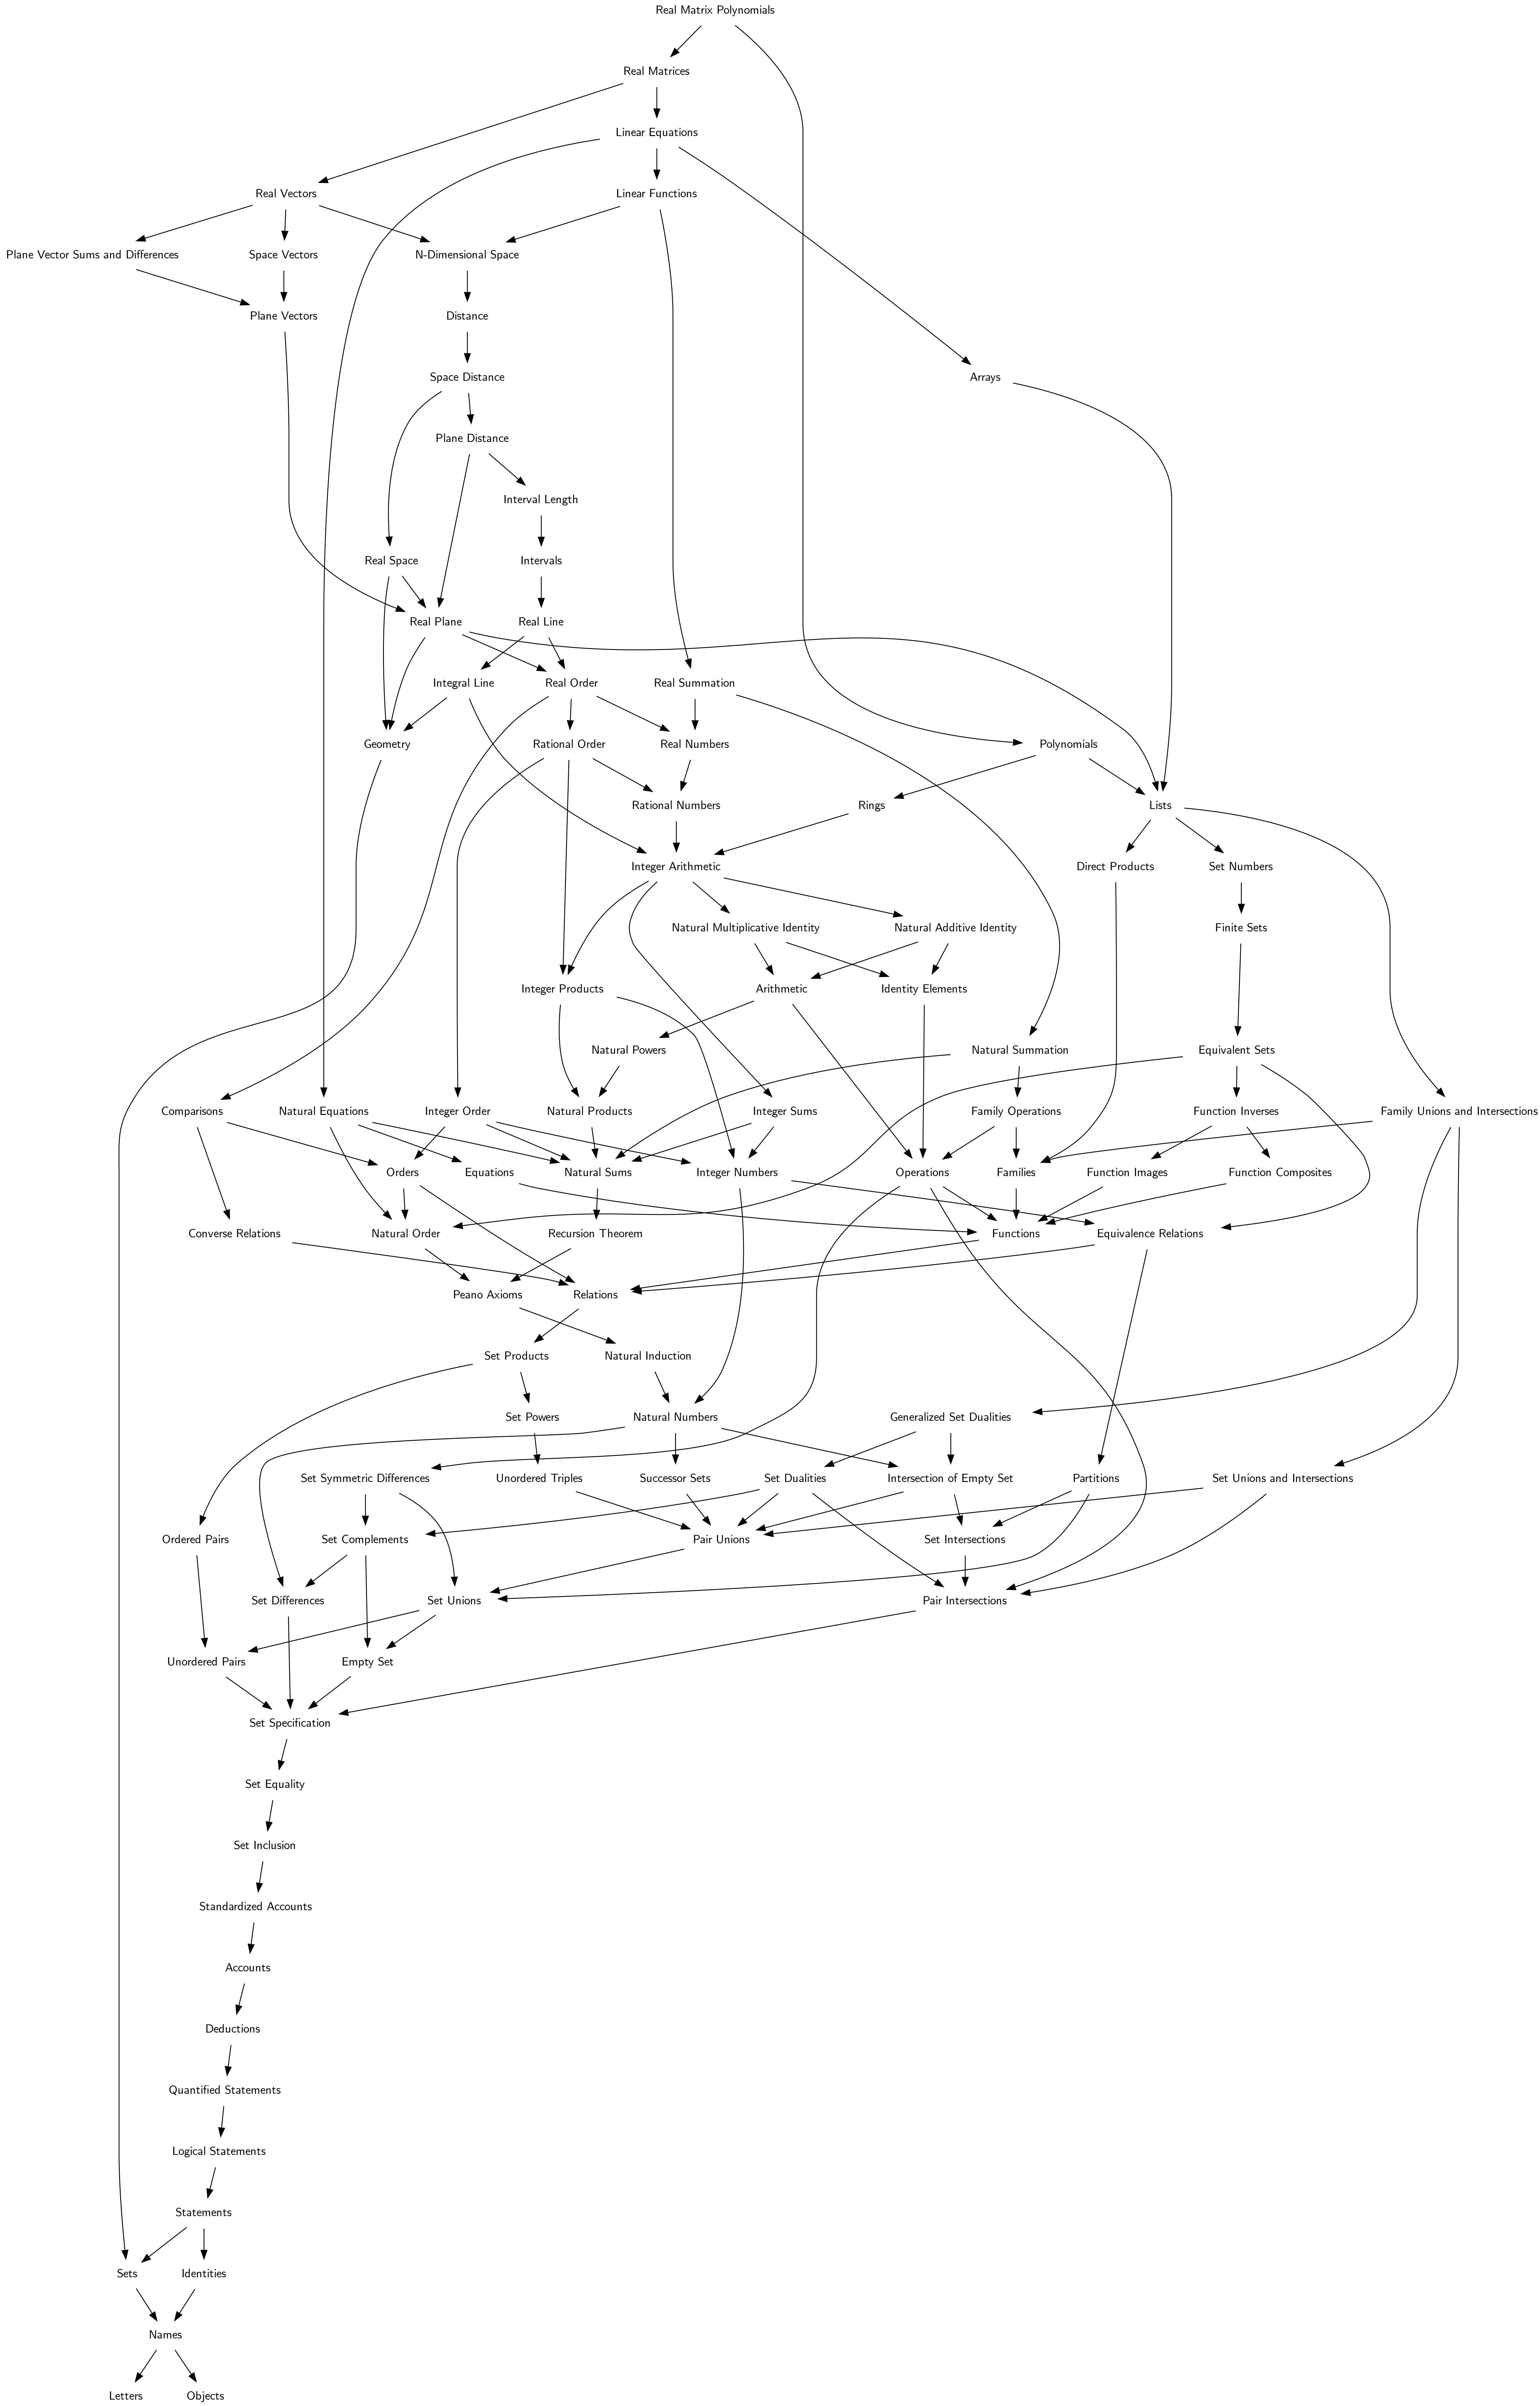 Real Matrix Polynomials
Real Matrices
Linear Equations
Real Vectors
Linear Functions
Plane Vector Sums and Differences
Space Vectors
N-Dimensional Space
Plane Vectors
Distance
Space Distance
Arrays
Plane Distance
Interval Length
Real Space
Intervals
Real Plane
Real Line
Integral Line
Real Order
Real Summation
Geometry
Rational Order
Real Numbers
Polynomials
Rational Numbers
Rings
Lists
Integer Arithmetic
Direct Products
Set Numbers
Natural Multiplicative Identity
Natural Additive Identity
Finite Sets
Integer Products
Arithmetic
Identity Elements
Natural Powers
Natural Summation
Equivalent Sets
Comparisons
Natural Equations
Integer Order
Natural Products
Integer Sums
Family Operations
Function Inverses
Family Unions and Intersections
Orders
Equations
Natural Sums
Integer Numbers
Operations
Families
Function Images
Function Composites
Converse Relations
Natural Order
Recursion Theorem
Functions
Equivalence Relations
Peano Axioms
Relations
Set Products
Natural Induction
Set Powers
Natural Numbers
Generalized Set Dualities
Set Symmetric Differences
Unordered Triples
Successor Sets
Set Dualities
Intersection of Empty Set
Partitions
Set Unions and Intersections
Ordered Pairs
Set Complements
Pair Unions
Set Intersections
Set Differences
Set Unions
Pair Intersections
Unordered Pairs
Empty Set
Set Specification
Set Equality
Set Inclusion
Standardized Accounts
Accounts
Deductions
Quantified Statements
Logical Statements
Statements
Sets
Identities
Names
Letters
Objects